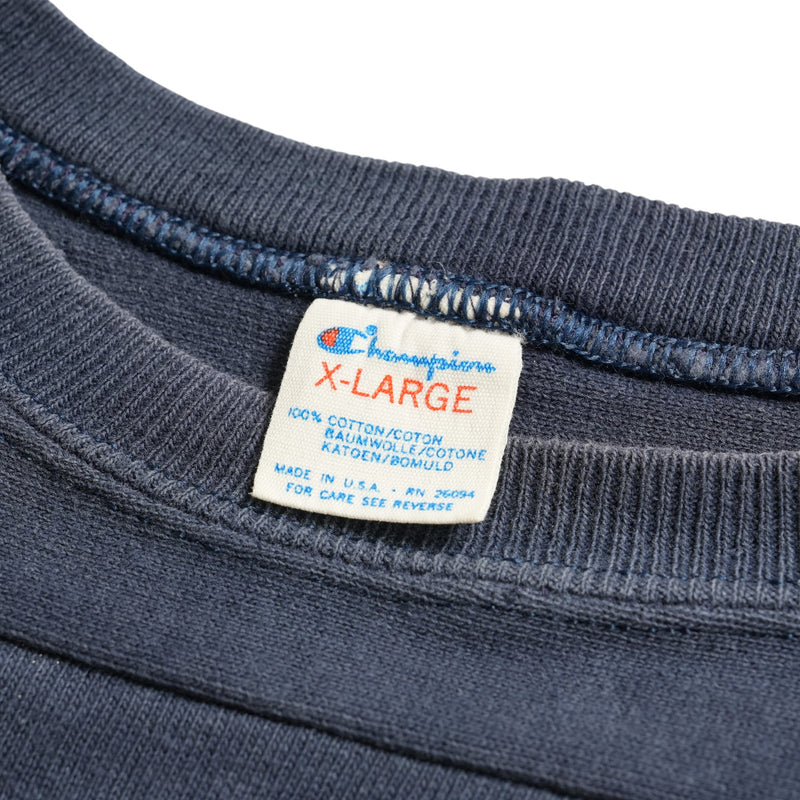 Champion
X-LARGE
100% COTTON/COTON
BAUMWOLLE/COTONE
KATOEN/BOMULD
MADE IN U.S.A. - RN 26094
FOR CARE SEE REVERSE